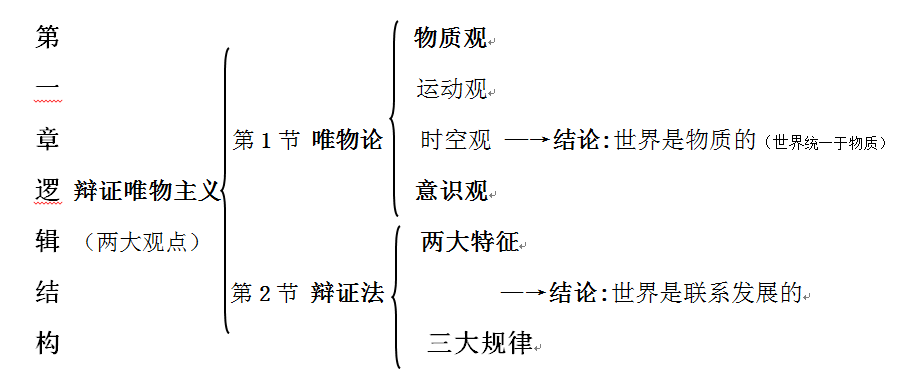 第一章逻辑结构
辩证唯物主义
（两大观点）
第1节 唯物论
物质观
运动观
时空观 —→结论:世界是物质的（世界统一于物质）
意识观
第2节 辩证法
两大特征
—→结论:世界是联系发展的
三大规律